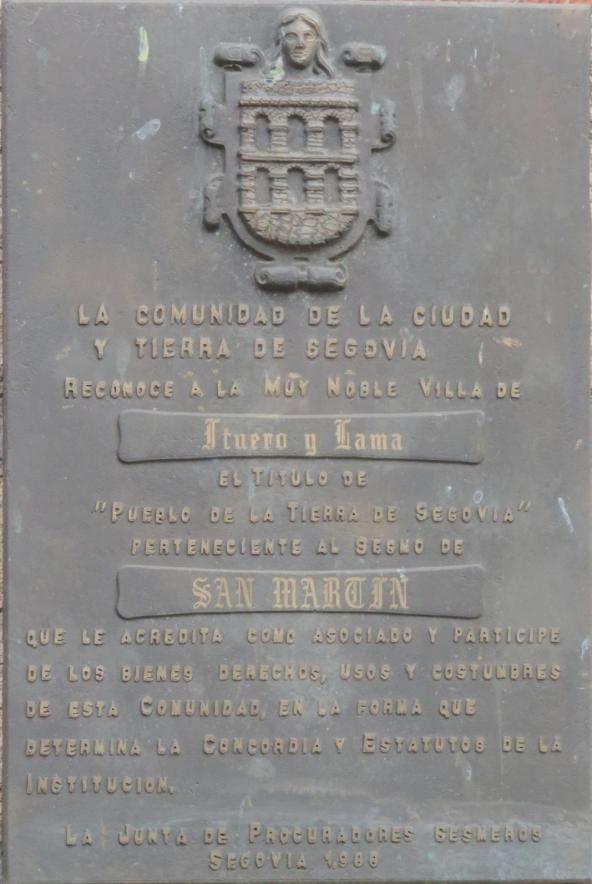 LA COMUNIDAD DE LA CIUDAD
Y TIERRA DE SEGOVIA
RECONOCE A LA MUY NOBLE VILLA DE
Ituero y Lama
EL TITULO DE
"PUEBLO DE LA TIERRA DE SEGOVIA"
PERTENECIENTE AL SESMO DE
SAN MARTIN
QUE LE ACREDITA COMO ASOCIADO Y PARTICIPE
DE LOS BIENES DERECHOS, USOS Y COSTUMBRES
DE ESTA COMUNIDAD, EN LA FORMA QUE
DETERMINA LA CONCORDIA Y ESTATUTOS DE LA
INSTITUCION.
LA JUNTA DE PROCURADORES SESMEROS
SEGOVIA 1988